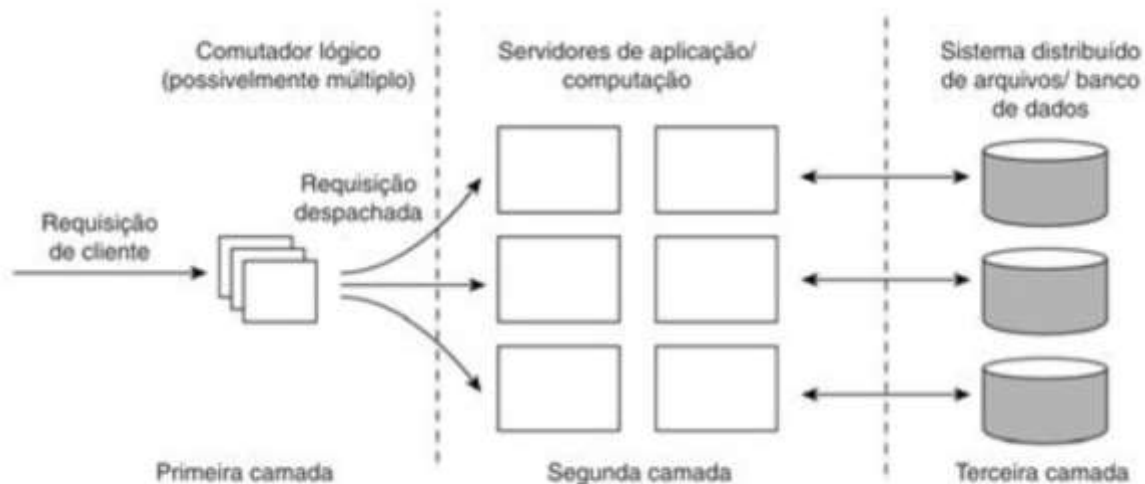 Comutador lógico
(possivelmente múltiplo)
Servidores de aplicação/
computação
Sistema distribuído
de arquivos/ banco
de dados
Requisição
despachada
Requisição
de cliente
Primeira camada
Segunda camada
Terceira camada